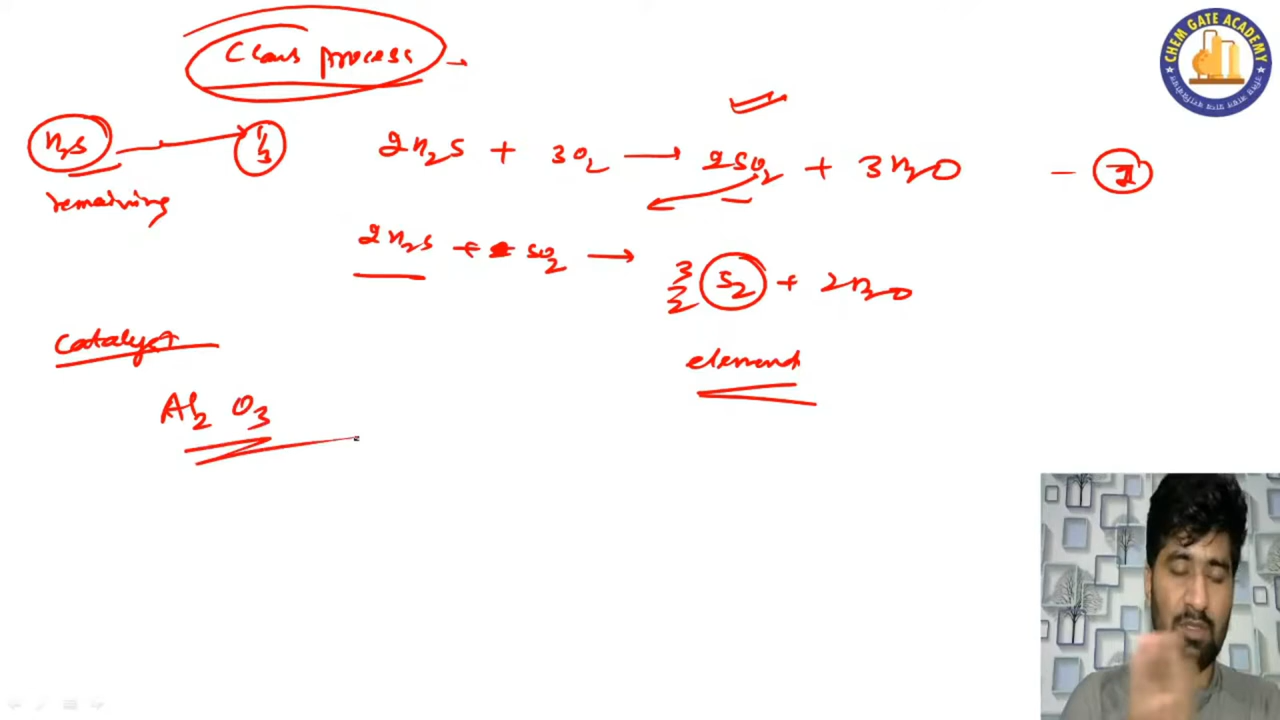 Claus process
CHEM GATE ACADEMY
H₂S → 1/3
2H₂S + 3O₂ → 2SO₂ + 3H₂O - I
remaining
2H₂S + SO₂ → 3/2 S₂ + 2H₂O
catalyst
element
Al₂O₃